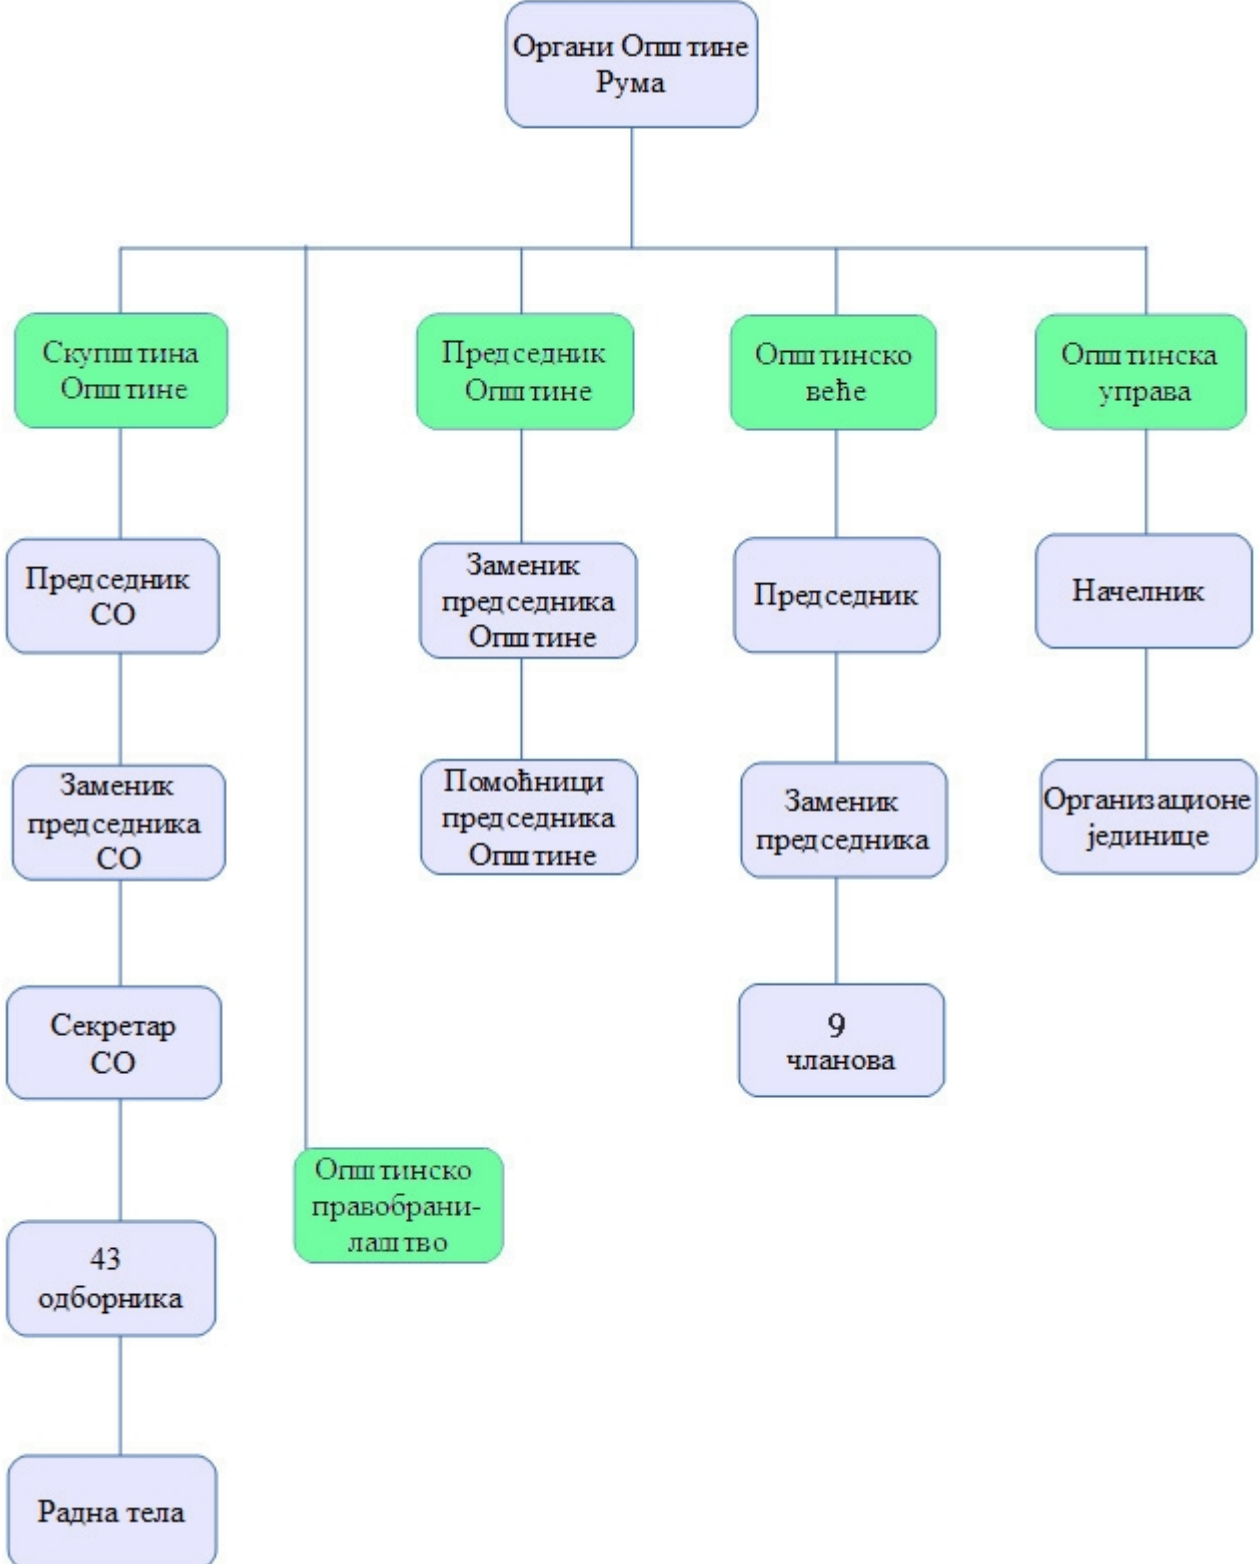 Органи Општине
Рума
Скупштина
Општине
Председник
СО
Заменик
председника
СО
Секретар
СО
43
одборника
Радна тела
Општинско
правобрани-
лаштво
Председник
Општине
Заменик
председника
Општине
Помоћници
председника
Општине
Општинско
веће
Председник
Заменик
председника
9
чланова
Општинска
управа
Начелник
Организационе
јединице